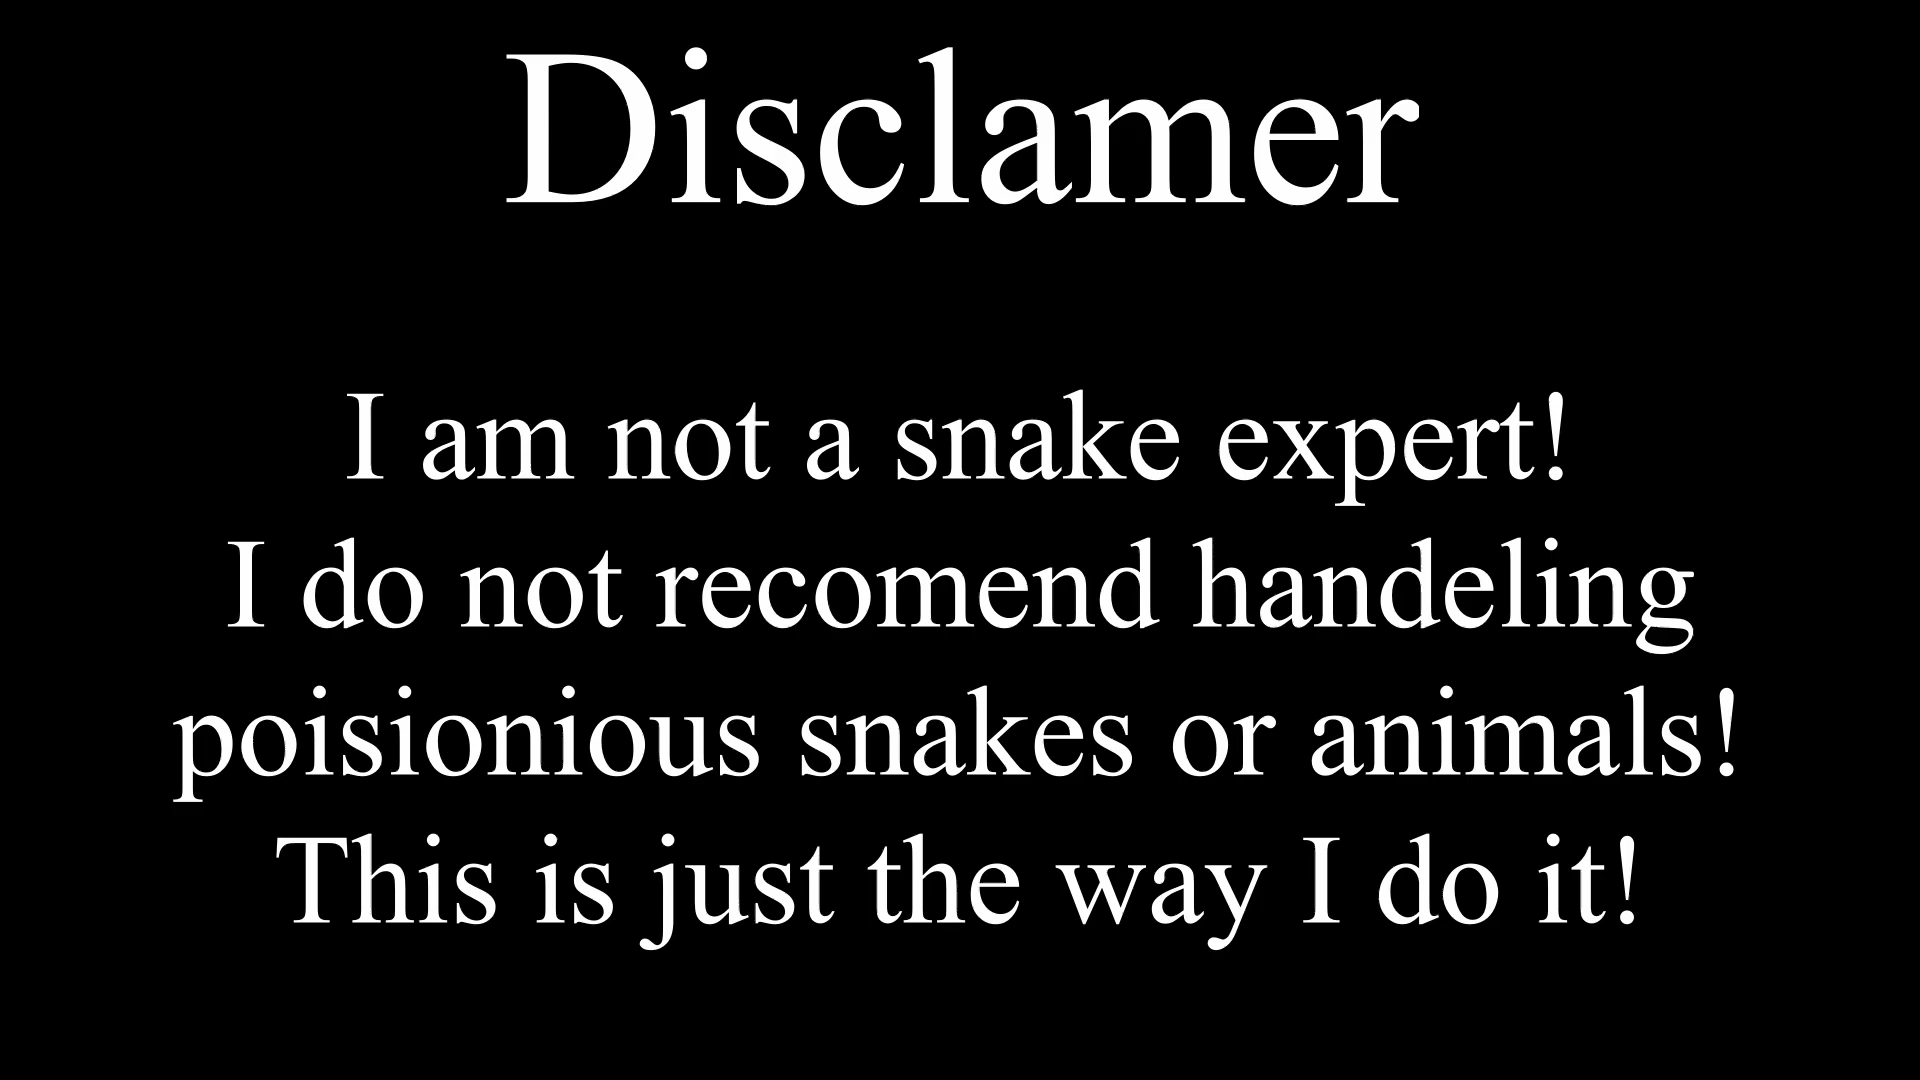 Disclamer
I am not a snake expert!
I do not recomend handeling
poisionious snakes or animals!
This is just the way I do it!